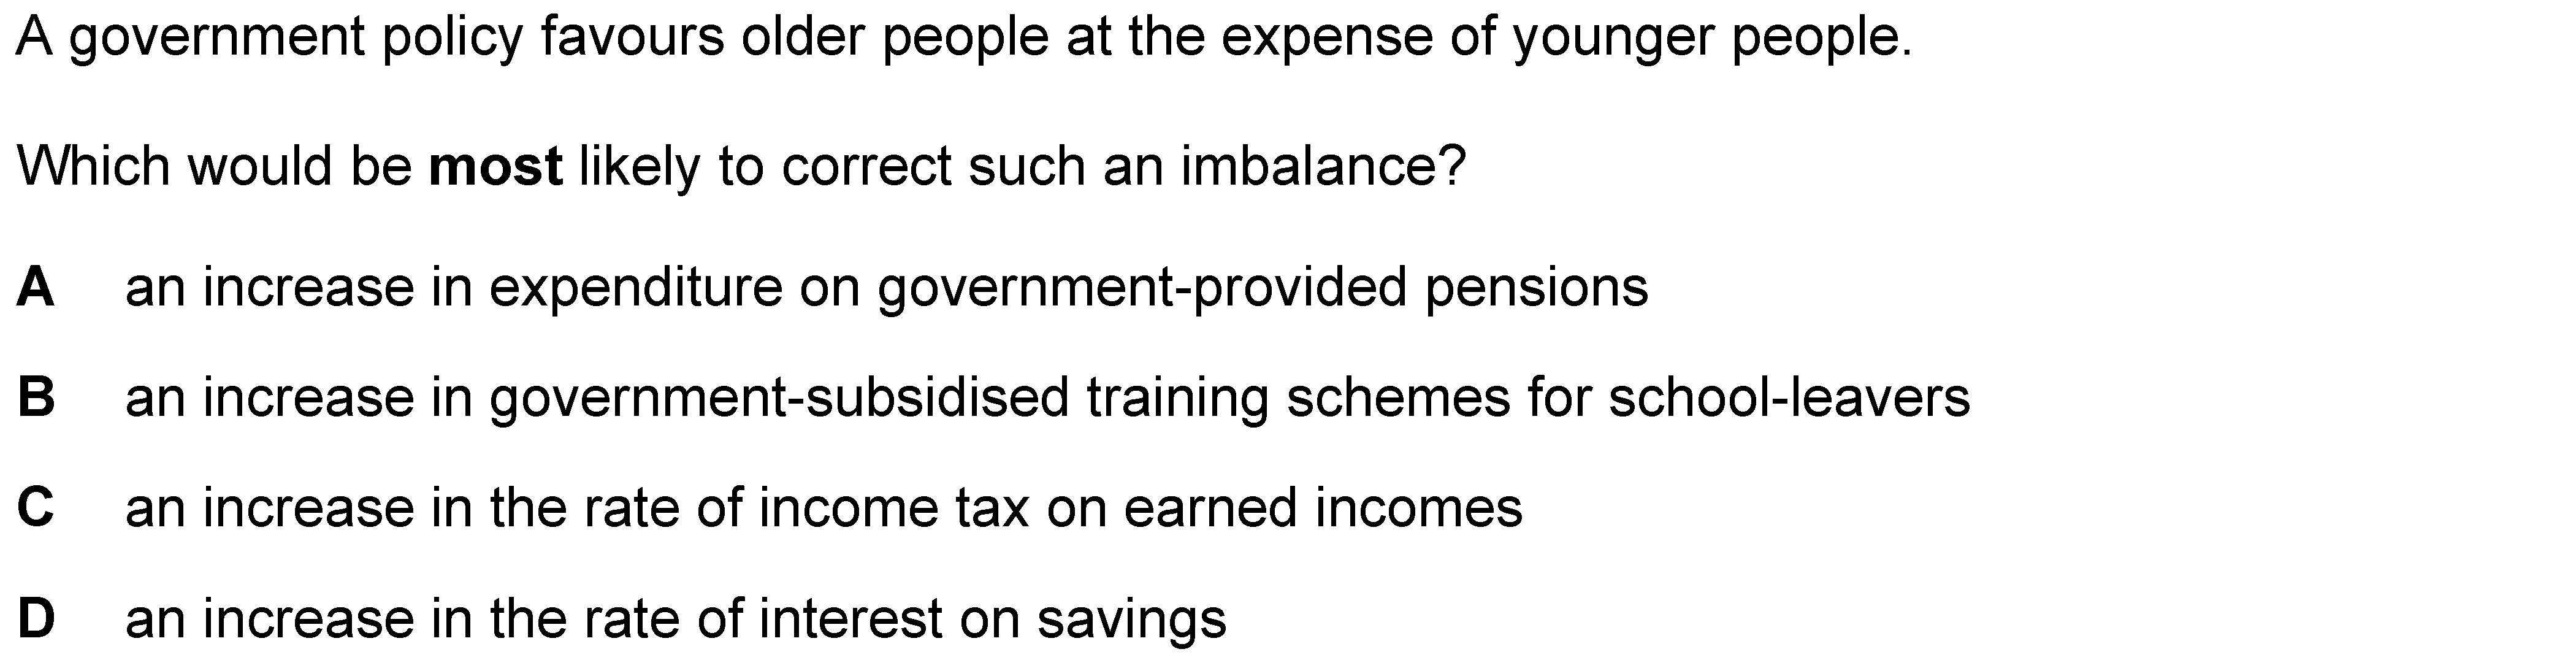 A government policy favours older people at the expense of younger people.
Which would be most likely to correct such an imbalance?
A an increase in expenditure on government-provided pensions
B an increase in government-subsidised training schemes for school-leavers
C an increase in the rate of income tax on earned incomes
D an increase in the rate of interest on savings